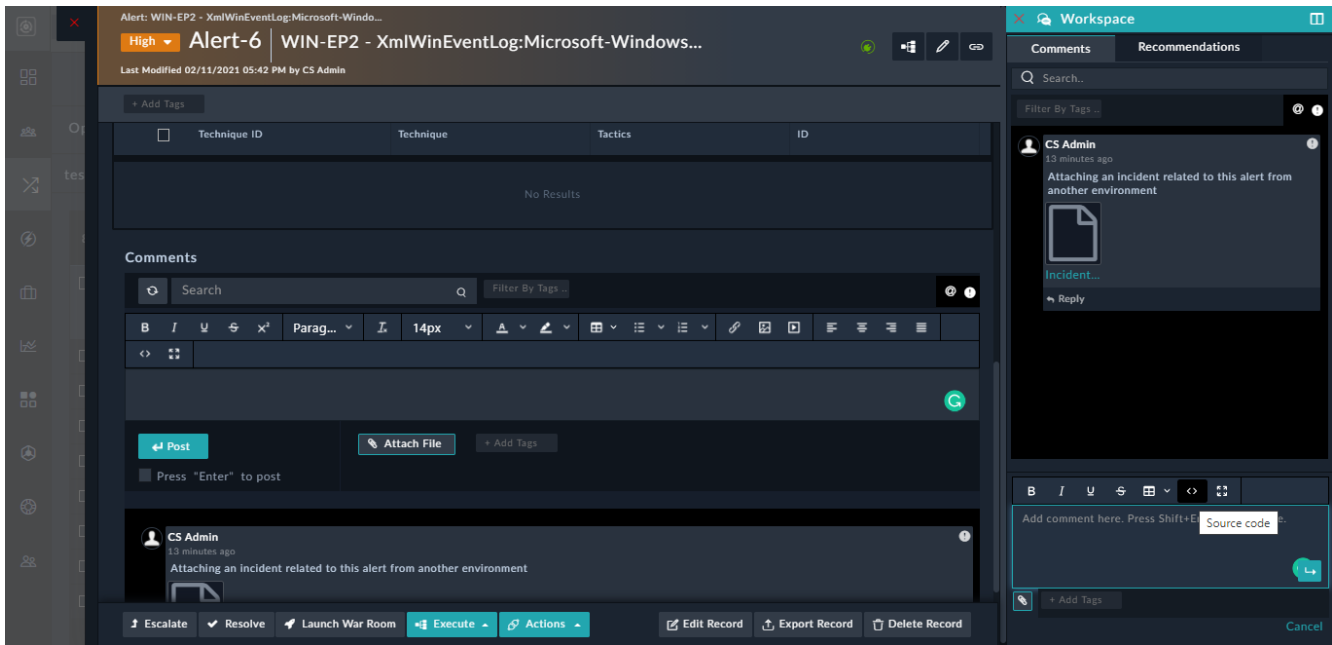 Alert: WIN-EP2 - XmlWinEventLog:Microsoft-Windo...
High
Alert-6
WIN-EP2 - XmlWinEventLog:Microsoft-Windows...
Last Modified 02/11/2021 05:42 PM by CS Admin
+ Add Tags
Technique ID Technique Tactics ID
No Results
Comments
Search
Filter By Tags ..
B I U S x² Parag... 14px
Post
Attach File
+ Add Tags
Press "Enter" to post
CS Admin
13 minutes ago
Attaching an incident related to this alert from another environment
Escalate Resolve Launch War Room Execute Actions Edit Record Export Record Delete Record
Op
tes
Workspace
Comments Recommendations
Search..
Filter By Tags ..
CS Admin
13 minutes ago
Attaching an incident related to this alert from
another environment
Incident...
Reply
B I U S
Add comment here. Press
Source code
+ Add Tags
Cancel